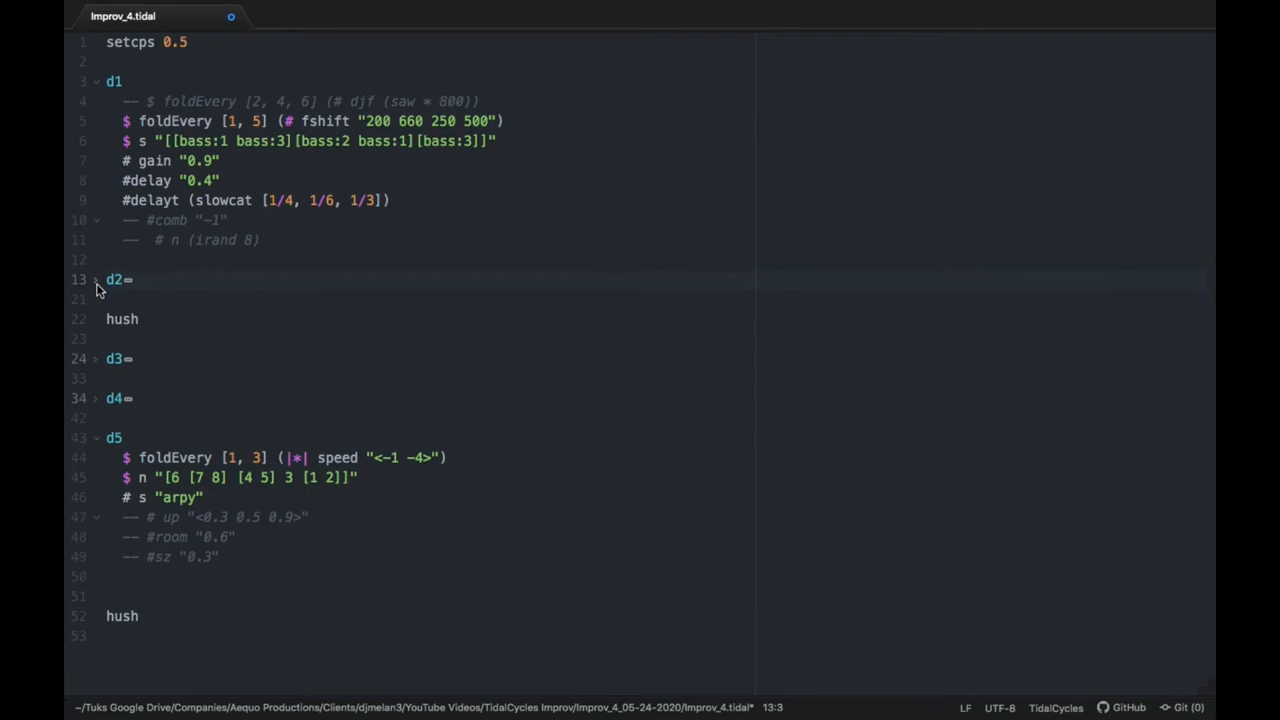 Improv_4.tidal
1 setcps 0.5
2
3 d1
4 -- $ foldEvery [2, 4, 6] (# djf (saw * 800))
5 $ foldEvery [1, 5] (# fshift "200 660 250 500")
6 $ s "[[bass:1 bass:3][bass:2 bass:1][bass:3]]"
7 # gain "0.9"
8 #delay "0.4"
9 #delayt (slowcat [1/4, 1/6, 1/3])
10 -- #comb "-1"
11 -- # n (irand 8)
12
13 d2
21
22 hush
23
24 d3
33
34 d4
42
43 d5
44 $ foldEvery [1, 3] (|*| speed "<-1 -4>")
45 $ n "[6 [7 8] [4 5] 3 [1 2]]"
46 # s "arpy"
47 -- # up "<0.3 0.5 0.9>"
48 -- #room "0.6"
49 -- #sz "0.3"
50
51
52 hush
53
~/Tuks Google Drive/Companies/Aequo Productions/Clients/djmelan3/YouTube Videos/TidalCycles Improv/Improv_4_05-24-2020/Improv_4.tidal* 13:3 LF UTF-8 TidalCycles GitHub Git (0)